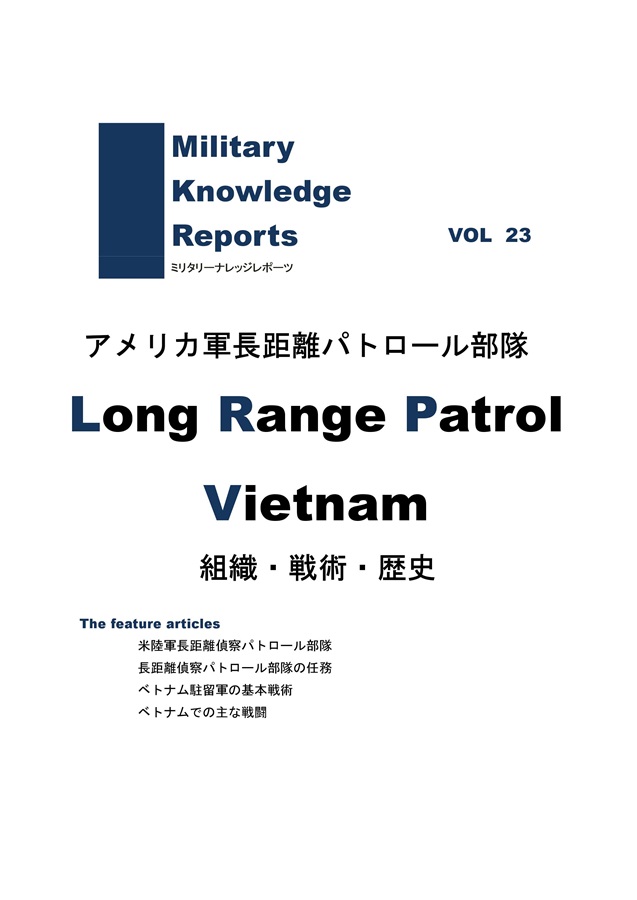 Military
Knowledge
Reports
VOL 23
ミリタリーナレッジレポーツ
アメリカ軍長距離パトロール部隊
Long Range Patrol
Vietnam
組織・戦術・歴史
The feature articles
米陸軍長距離偵察パトロール部隊
長距離偵察パトロール部隊の任務
ベトナム駐留軍の基本戦術
ベトナムでの主な戦闘